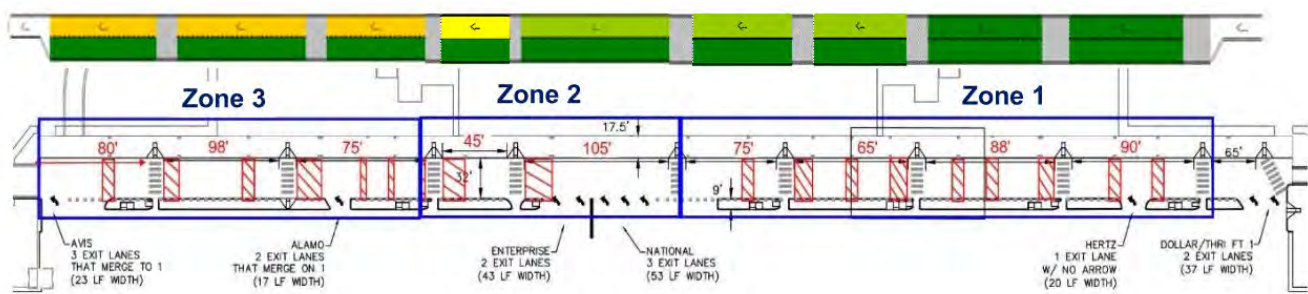 Zone 3
Zone 2
Zone 1
17.5'
80'
98'
75'
45'
105'
75'
65'
88'
90'
65'
32'
9'
AVIS
3 EXIT LANES
THAT MERGE TO 1
(23 LF WIDTH)
ALAMO
2 EXIT LANES
THAT MERGE ON 1
(17 LF WIDTH)
ENTERPRISE
2 EXIT LANES
(43 LF WIDTH)
NATIONAL
3 EXIT LANES
(53 LF WIDTH)
HERTZ
1 EXIT LANE
W/ NO ARROW
(20 LF WIDTH)
DOLLAR/THRIFT 1
2 EXIT LANES
(37 LF WIDTH)